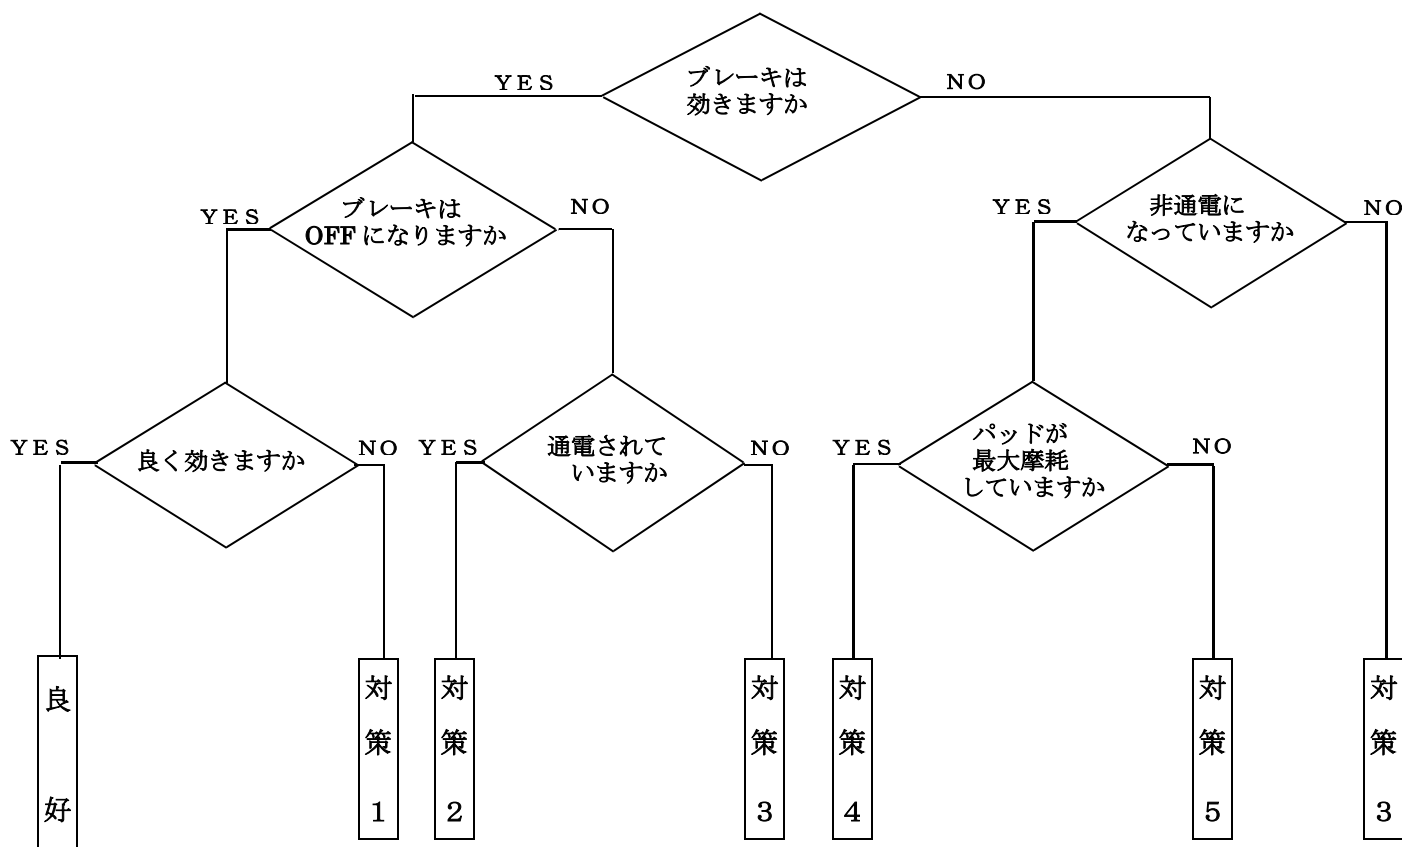 ブレーキは
効きますか
YES
NO
ブレーキは
OFFになりますか
YES
NO
非通電に
なっていますか
YES
NO
良く効きますか
YES
NO
通電されて
いますか
YES
NO
パッドが
最大摩耗
していますか
YES
NO
良好
対策1
対策2
対策3
対策4
対策5
対策3